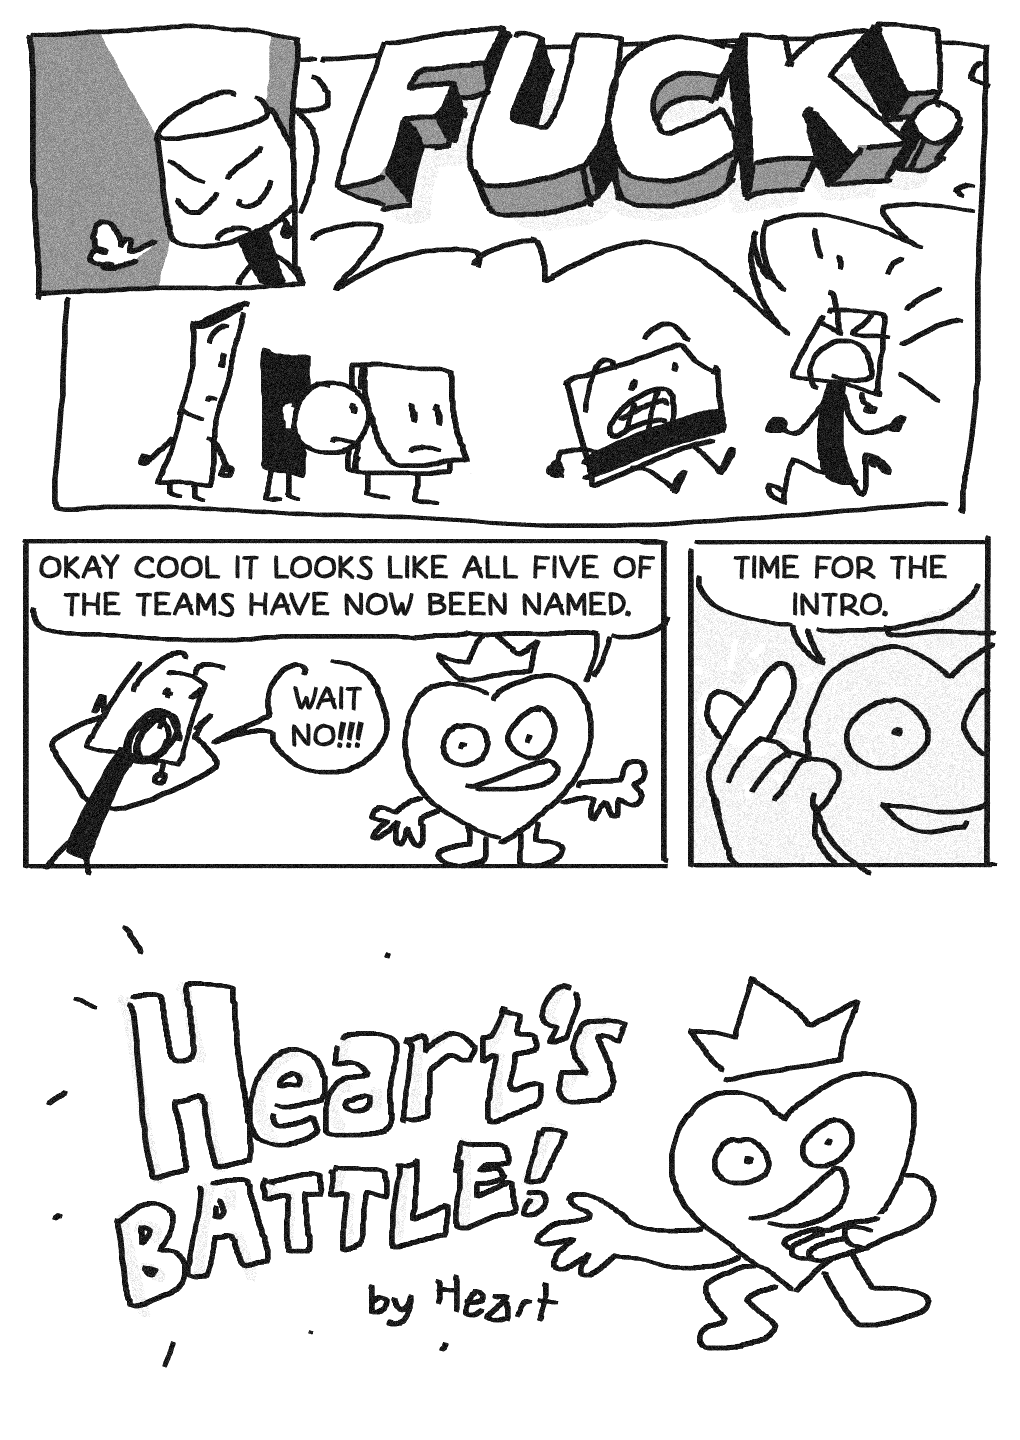 FUCK!
OKAY COOL IT LOOKS LIKE ALL FIVE OF
THE TEAMS HAVE NOW BEEN NAMED.
WAIT
NO!!!
TIME FOR THE
INTRO.
Heart's
BATTLE!
by Heart